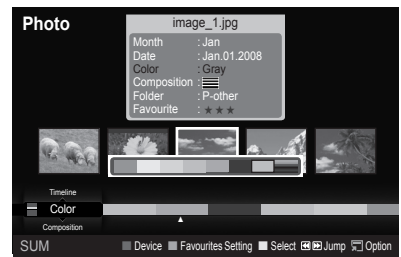 Photo
image_1.jpg
Month : Jan
Date : Jan.01.2008
Color : Gray
Composition :
Folder : P-other
Favourite : ★★★
Timeline
Color
Composition
SUM
Device Favourites Setting Select Jump Option